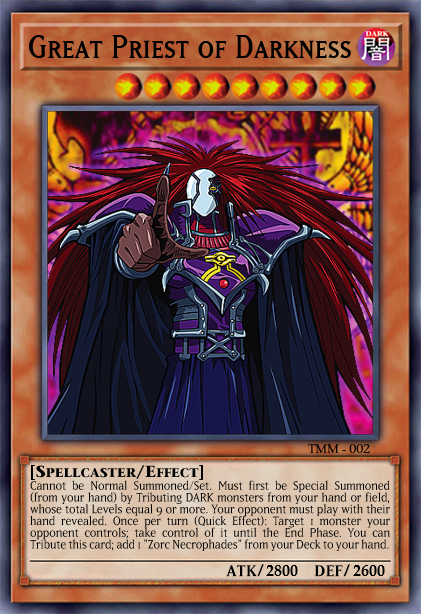 GREAT PRIEST OF DARKNESS
DARK
闇
TMM - 002
[SPELLCASTER/EFFECT]
Cannot be Normal Summoned/Set. Must first be Special Summoned
(from your hand) by Tributing DARK monsters from your hand or field,
whose total Levels equal 9 or more. Your opponent must play with their
hand revealed. Once per turn (Quick Effect): Target 1 monster your
opponent controls; take control of it until the End Phase. You can
Tribute this card; add 1 "Zorc Necrophades" from your Deck to your hand.
ATK/2800 DEF/2600